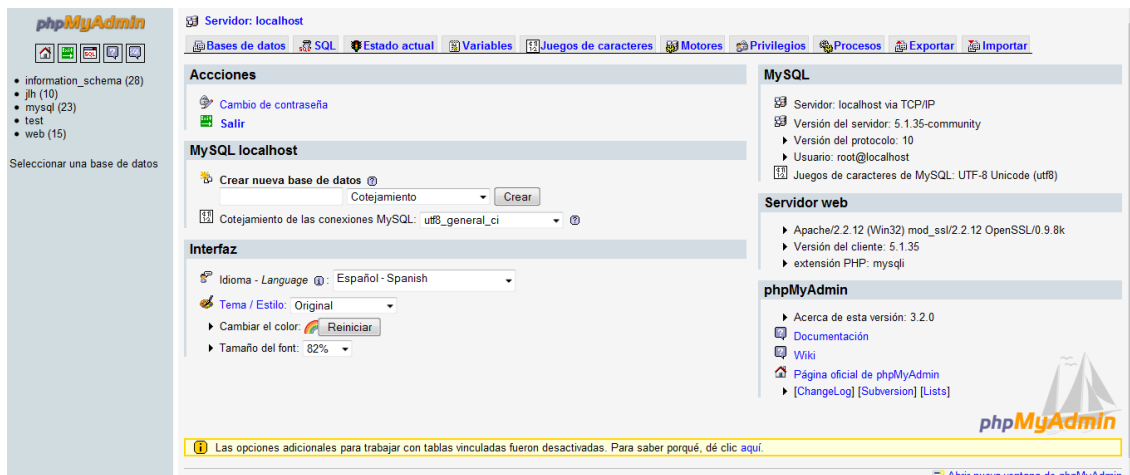 phpMyAdmin
information_schema (28)
jlh (10)
mysql (23)
test
web (15)
Seleccionar una base de datos
Servidor: localhost
Bases de datos SQL Estado actual Variables Juegos de caracteres Motores Privilegios Procesos Exportar Importar
Accciones
Cambio de contraseña
Salir
MySQL localhost
Crear nueva base de datos
Cotejamiento Crear
Cotejamiento de las conexiones MySQL: utf8_general_ci
Interfaz
Idioma - Language : Español - Spanish
Tema / Estilo: Original
Cambiar el color: Reiniciar
Tamaño del font: 82%
MySQL
Servidor: localhost via TCP/IP
Versión del servidor: 5.1.35-community
Versión del protocolo: 10
Usuario: root@localhost
Juegos de caracteres de MySQL: UTF-8 Unicode (utf8)
Servidor web
Apache/2.2.12 (Win32) mod_ssl/2.2.12 OpenSSL/0.9.8k
Versión del cliente: 5.1.35
extensión PHP: mysqli
phpMyAdmin
Acerca de esta versión: 3.2.0
Documentación
Wiki
Página oficial de phpMyAdmin
[ChangeLog] [Subversion] [Lists]
phpMyAdmin
Las opciones adicionales para trabajar con tablas vinculadas fueron desactivadas. Para saber porqué, dé clic aquí.
Abrir nueva ventana de phpMyAdmin